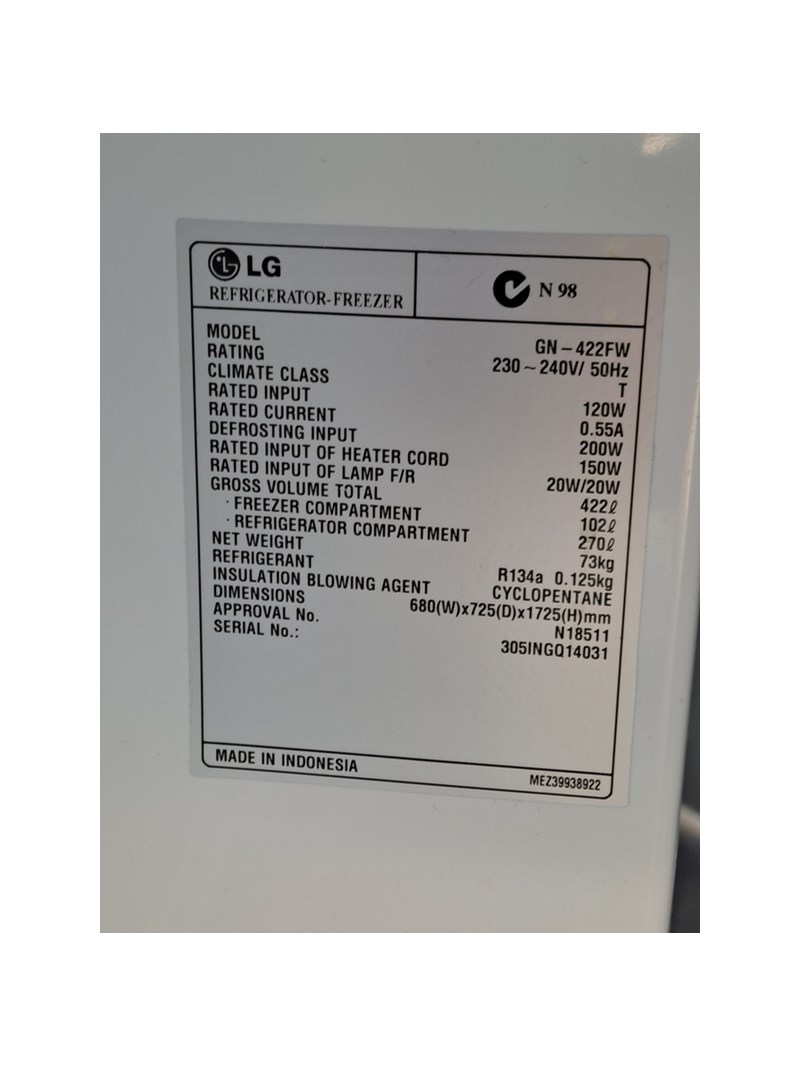 LG
REFRIGERATOR-FREEZER
N 98
MODEL GN-422FW
RATING 230~240V/ 50Hz
CLIMATE CLASS T
RATED INPUT 120W
RATED CURRENT 0.55A
DEFROSTING INPUT 200W
RATED INPUT OF HEATER CORD 150W
RATED INPUT OF LAMP F/R 20W/20W
GROSS VOLUME TOTAL 422ℓ
· FREEZER COMPARTMENT 102ℓ
· REFRIGERATOR COMPARTMENT 270ℓ
NET WEIGHT 73kg
REFRIGERANT R134a 0.125kg
INSULATION BLOWING AGENT CYCLOPENTANE
DIMENSIONS 680(W)x725(D)x1725(H)mm
APPROVAL No. N18511
SERIAL No.: 305INGQ14031
MADE IN INDONESIA
MEZ39938922